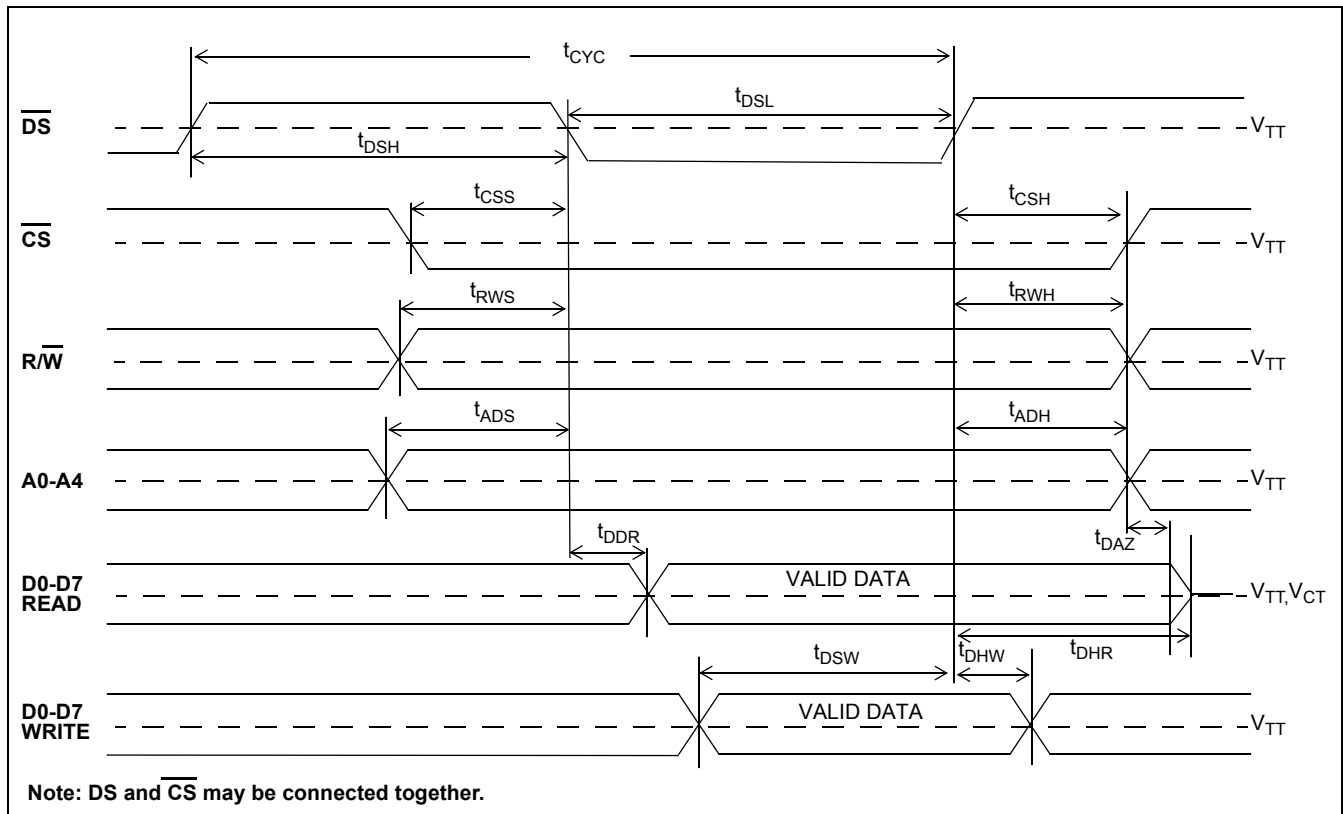 tCYC
DS
tDSL
VTT
tDSH
tCSS
tCSH
CS
VTT
tRWS
tRWH
R/W
VTT
tADS
tADH
A0-A4
VTT
tDDR
tDAZ
D0-D7
READ
VALID DATA
VTT,VCT
tDSW
tDHW
tDHR
D0-D7
WRITE
VALID DATA
VTT
Note: DS and CS may be connected together.